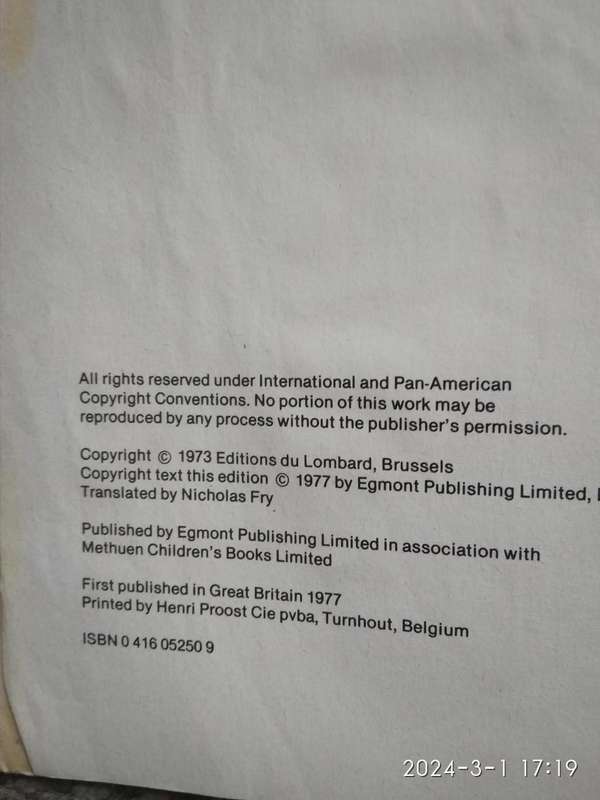 All rights reserved under International and Pan-American
Copyright Conventions. No portion of this work may be
reproduced by any process without the publisher's permission.
Copyright © 1973 Editions du Lombard, Brussels
Copyright text this edition © 1977 by Egmont Publishing Limited,
Translated by Nicholas Fry
Published by Egmont Publishing Limited in association with
Methuen Children's Books Limited
First published in Great Britain 1977
Printed by Henri Proost Cie pvba, Turnhout, Belgium
ISBN 0 416 05250 9
2024-3-1 17:19